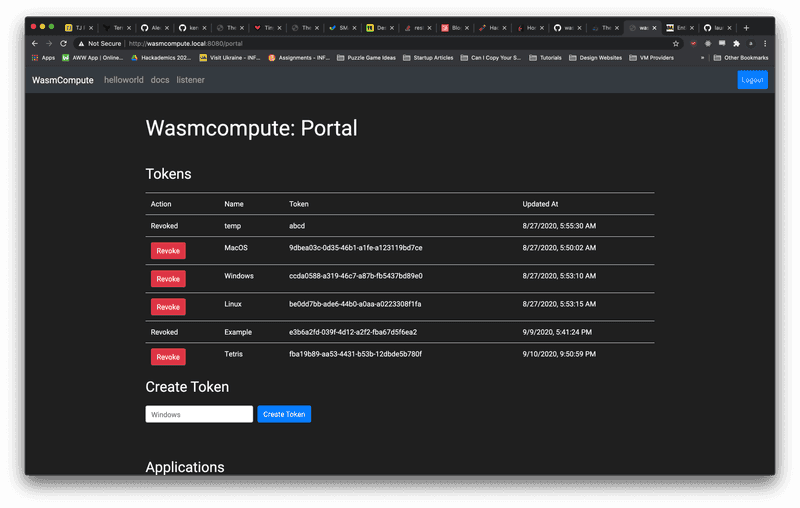 TJ
Ten
Ale
ker
The
Tin
The
SM
De
res
Blo
Hac
Ho
wa
The
wa
Ent
lau
Not Secure | http://wasmcompute.local:8080/portal
Apps AWW App | Online... Hackademics 202... Visit Ukraine - INF... Assignments - INF... Puzzle Game Ideas Startup Articles Can I Copy Your S... Tutorials Design Websites VM Providers » Other Bookmarks
WasmCompute helloworld docs listener Logout
Wasmcompute: Portal
Tokens
Action Name Token Updated At
Revoked temp abcd 8/27/2020, 5:55:30 AM
Revoke MacOS 9dbea03c-0d35-46b1-a1fe-a123119bd7ce 8/27/2020, 5:50:02 AM
Revoke Windows ccda0588-a319-46c7-a87b-fb5437bd89e0 8/27/2020, 5:53:10 AM
Revoke Linux be0dd7bb-ade6-44b0-a0aa-a0223308f1fa 8/27/2020, 5:53:15 AM
Revoked Example e3b6a2fd-039f-4d12-a2f2-fba67d5f6ea2 9/9/2020, 5:41:24 PM
Revoke Tetris fba19b89-aa53-4431-b53b-12dbde5b780f 9/10/2020, 9:50:59 PM
Create Token
Windows Create Token
Applications